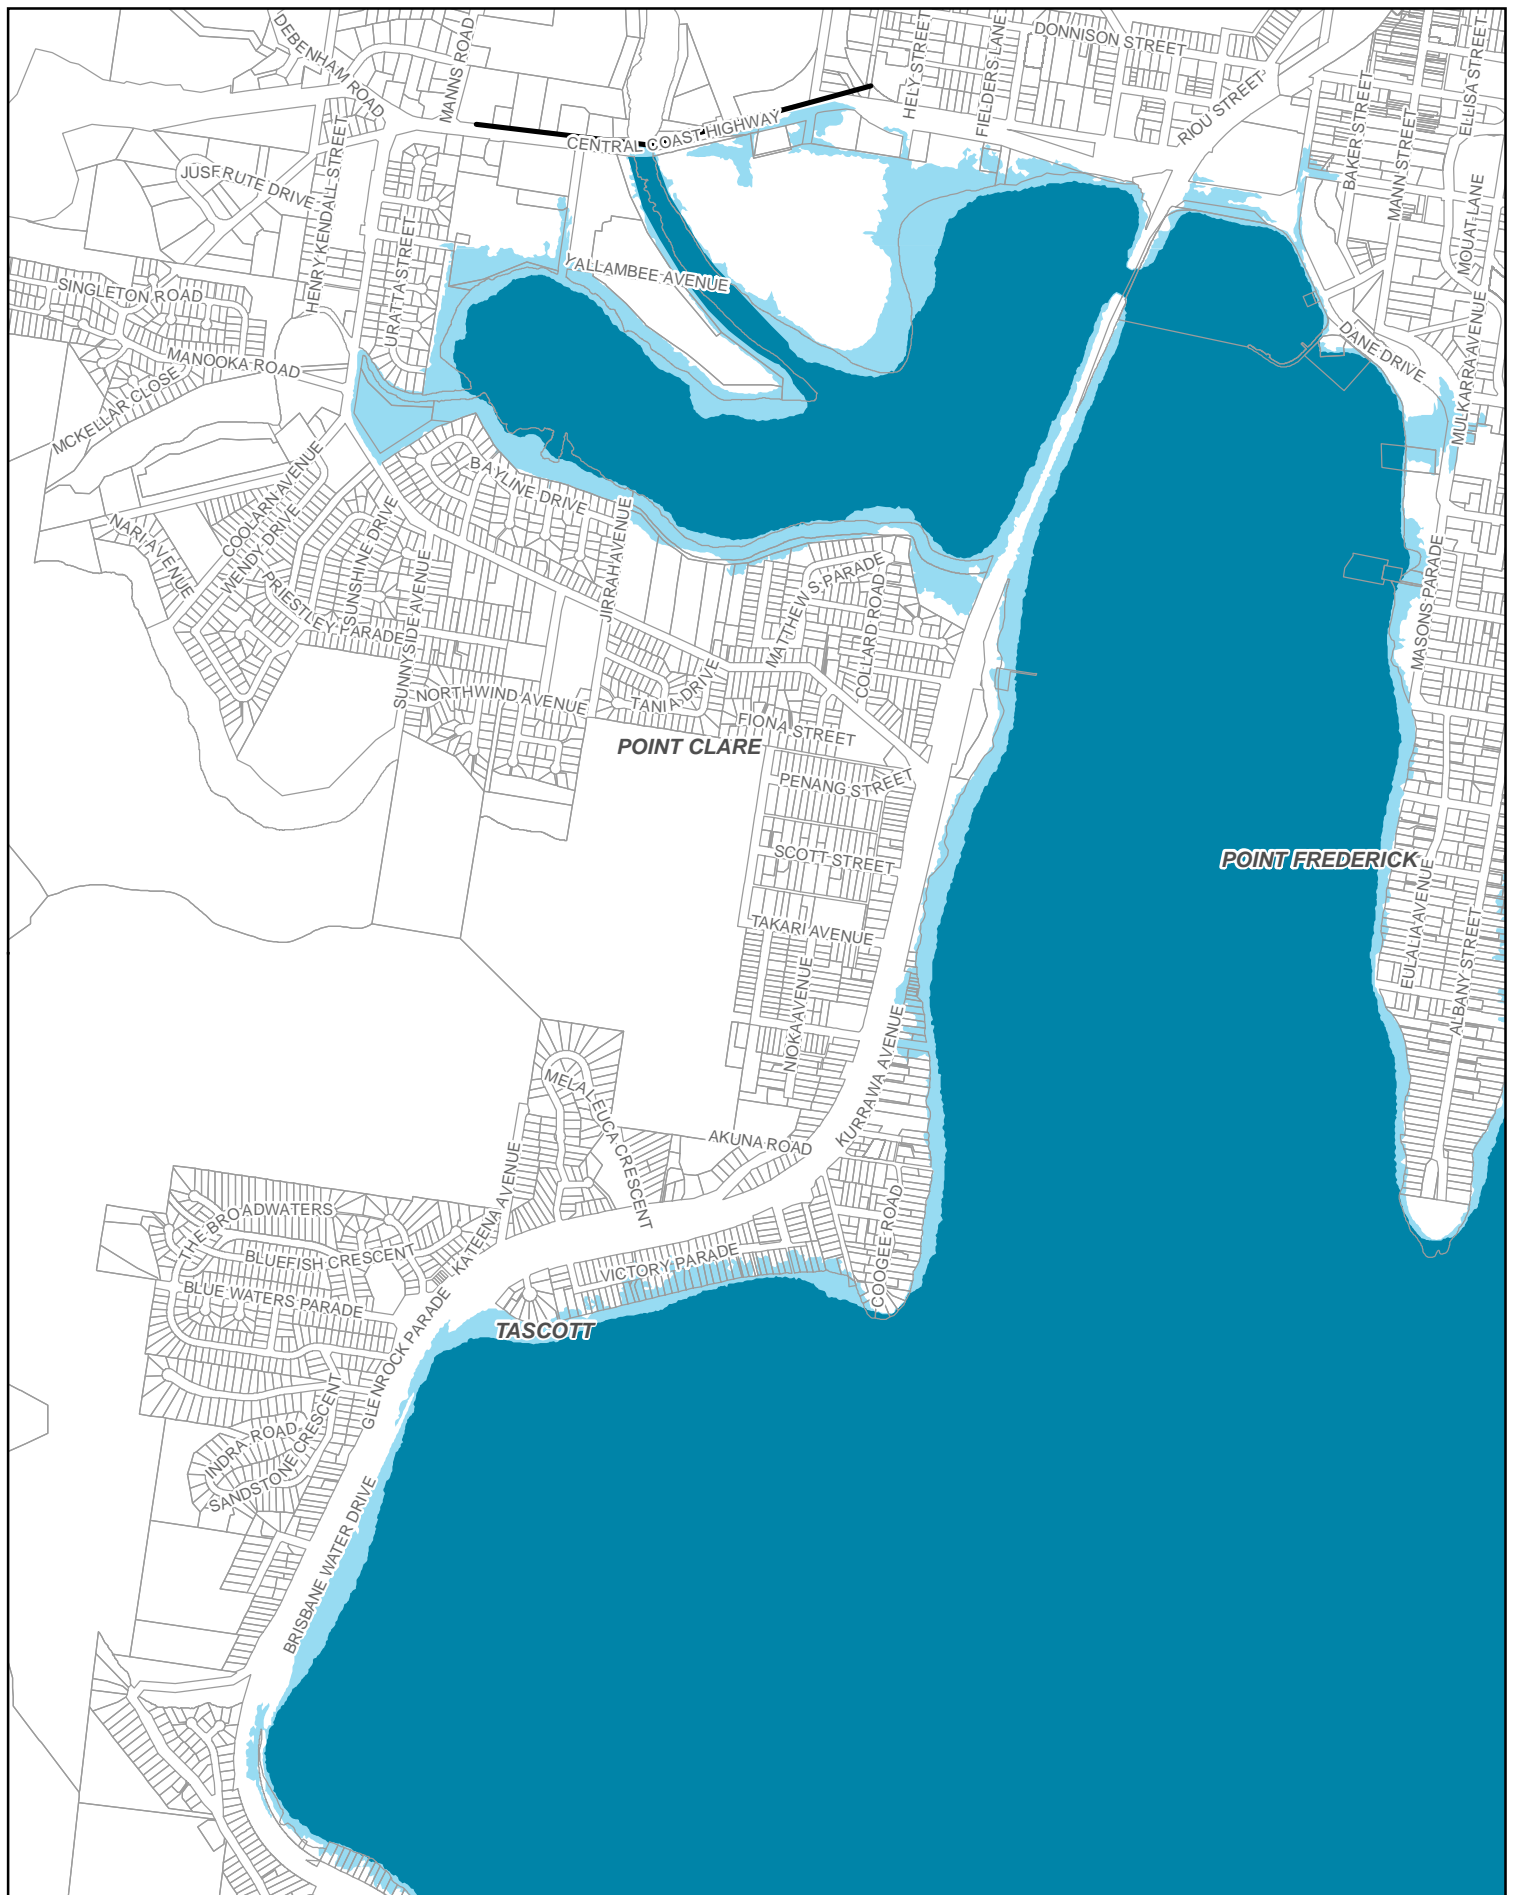 DEBENHAM ROAD
MANNS ROAD
HELY STREET
FIELDERS LANE
DONNISON STREET
RIOU STREET
ELLISA STREET
BAKER STREET
MANN STREET
CENTRAL COAST HIGHWAY
HENRY KENDALL STREET
RUTE DRIVE
MOUAT LANE
URATTA STREET
YALLAMBEE AVENUE
SINGLETON ROAD
MANOOKA ROAD
DANE DRIVE
MULKARRA AVENUE
MCKELLAR CLOSE
BAYLINE DRIVE
COOLARN AVENUE
WENDY DRIVE
NARI AVENUE
SUNSHINE DRIVE
PRIESTLEY PARADE
SUNNYSIDE AVENUE
JIRRAH AVENUE
MATTHEW S PARADE
COLLARD ROAD
MASONS PARADE
NORTHWIND AVENUE
TANIA DRIVE
FIONA STREET
POINT CLARE
PENANG STREET
SCOTT STREET
POINT FREDERICK
EULALIA AVENUE
ALBANY STREET
TAKARI AVENUE
NIOKA AVENUE
KURRAWA AVENUE
MELALEUCA CRESCENT
AKUNA ROAD
KATEENA AVENUE
THE BROADWATERS
BLUEFISH CRESCENT
COOGEE ROAD
VICTORY PARADE
BLUE WATERS PARADE
TASCOTT
GLENROCK PARADE
INDRA ROAD
SANDSTONE CRESCENT
BRISBANE WATER DRIVE